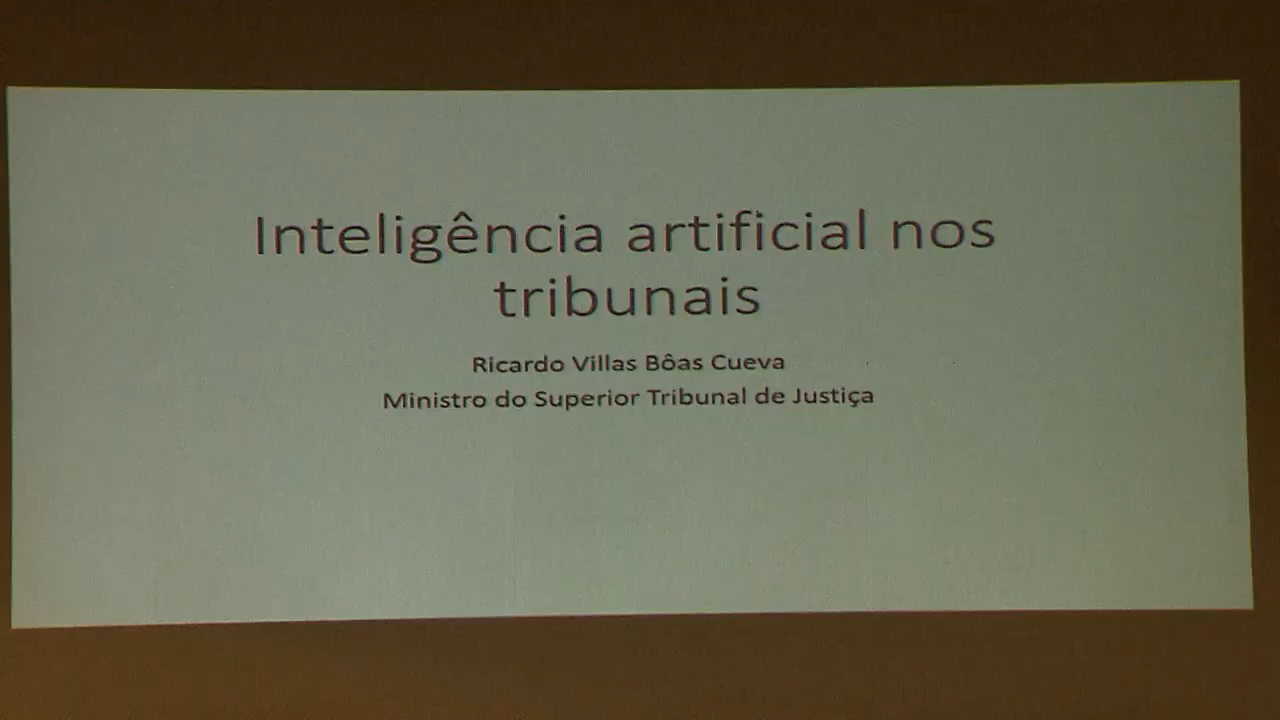 Inteligência artificial nos
tribunais
Ricardo Villas Bôas Cueva
Ministro do Superior Tribunal de Justiça